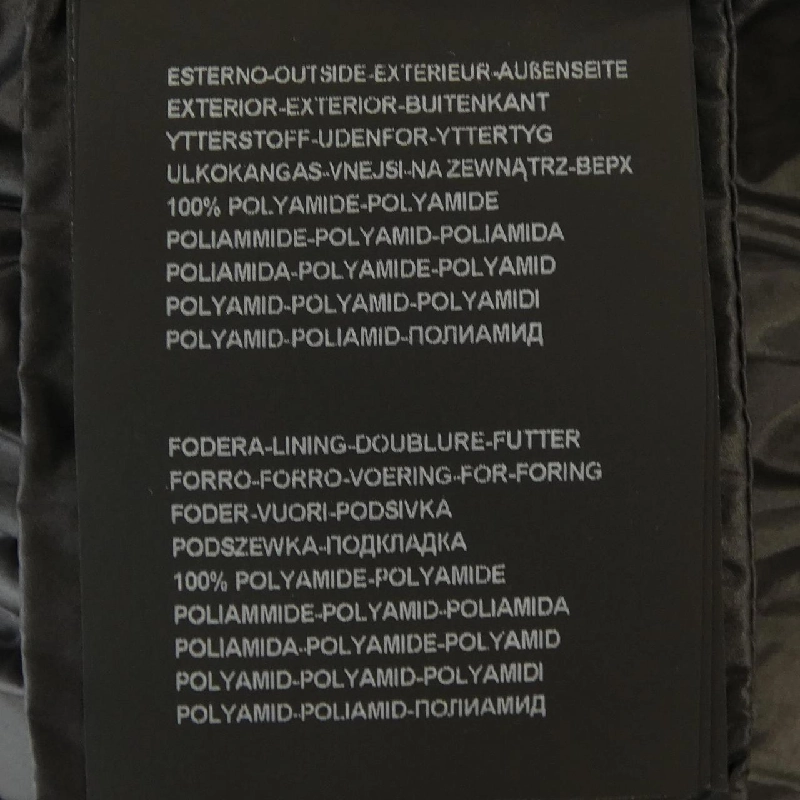 ESTERNO-OUTSIDE-EXTERIEUR-AUßENSEITE
EXTERIOR-EXTERIOR-BUITENKANT
YTTERSTOFF-UDENFOR-YTTERTYG
ULKOKANGAS-VNEJSI-NA ZEWNĄTRZ-ВЕРХ
100% POLYAMIDE-POLYAMIDE
POLIAMMIDE-POLYAMID-POLIAMIDA
POLIAMIDA-POLYAMIDE-POLYAMID
POLYAMID-POLYAMID-POLYAMIDI
POLYAMID-POLIAMID-ПОЛИАМИД
FODERA-LINING-DOUBLURE-FUTTER
FORRO-FORRO-VOERING-FOR-FORING
FODER-VUORI-PODSIVKA
PODSZEWKA-ПОДКЛАДКА
100% POLYAMIDE-POLYAMIDE
POLIAMMIDE-POLYAMID-POLIAMIDA
POLIAMIDA-POLYAMIDE-POLYAMID
POLYAMID-POLYAMID-POLYAMIDI
POLYAMID-POLIAMID-ПОЛИАМИД